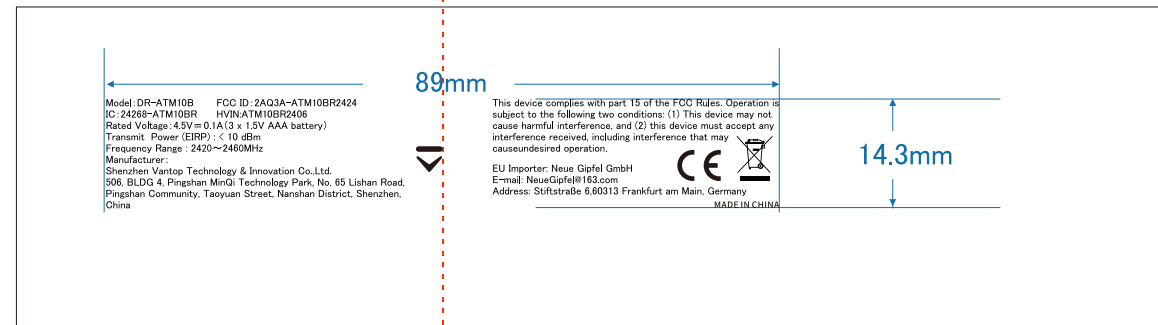 89mm
Model:DR-ATM10B FCC ID:2AQ3A-ATM10BR2424
IC:24268-ATM10BR HVIN:ATM10BR2406
Rated Voltage:4.5V=0.1A(3 x 1.5V AAA battery)
Transmit Power (EIRP) : < 10 dBm
Frequency Range : 2420~2460MHz
Manufacturer:
Shenzhen Vantop Technology & Innovation Co.,Ltd.
506, BLDG 4, Pingshan MinQi Technology Park, No. 65 Lishan Road,
Pingshan Community, Taoyuan Street, Nanshan District, Shenzhen,
China
This device complies with part 15 of the FCC Rules. Operation is
subject to the following two conditions: (1) This device may not
cause harmful interference, and (2) this device must accept any
interference received, including interference that may
causeundesired operation.
EU Importer: Neue Gipfel GmbH
E-mail: NeueGipfel@163.com
Address: Stiftstraße 6,60313 Frankfurt am Main, Germany
CE
MADE IN CHINA
14.3mm